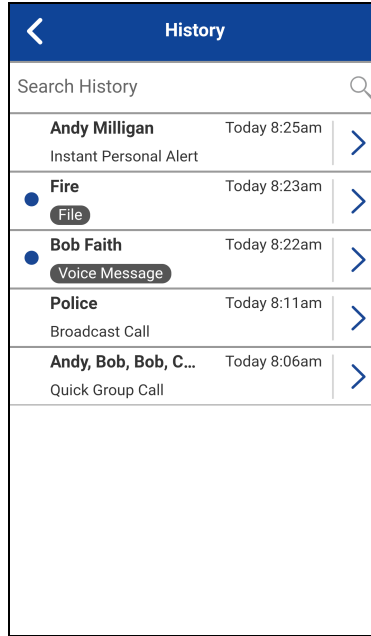 History
Search History
Andy Milligan Today 8:25am
Instant Personal Alert
Fire Today 8:23am
File
Bob Faith Today 8:22am
Voice Message
Police Today 8:11am
Broadcast Call
Andy, Bob, Bob, C... Today 8:06am
Quick Group Call